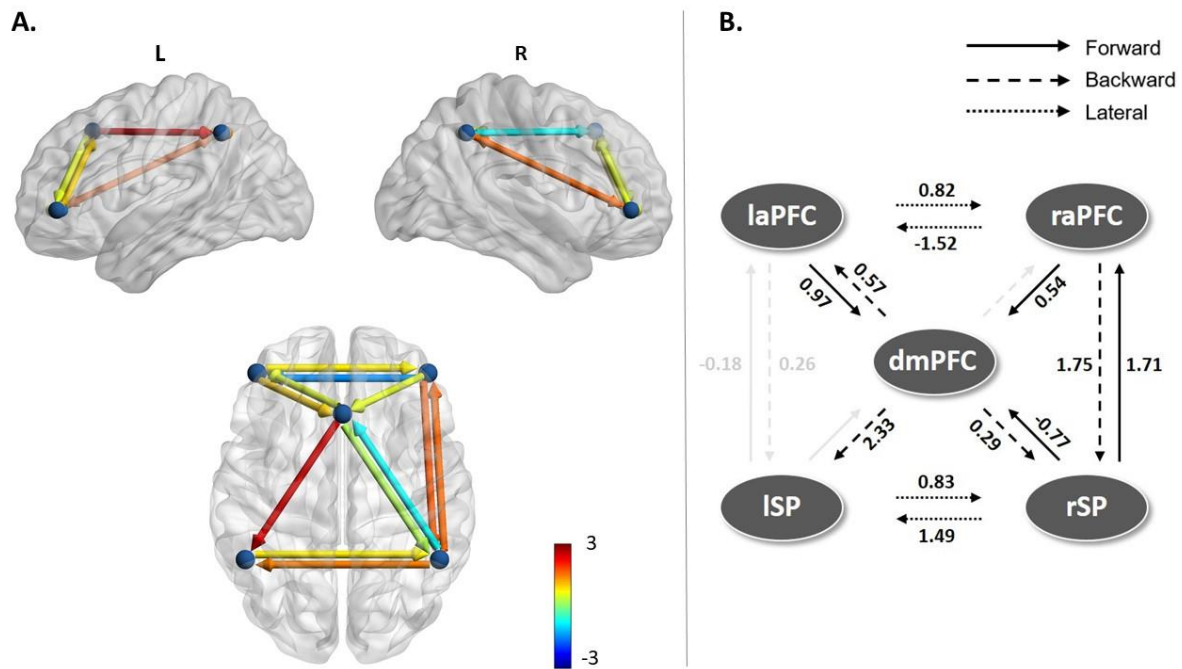 A.
L
R
3
-3
B.
Forward
Backward
Lateral
laPFC
0.82
-1.52
raPFC
0.57
0.97
0.54
dmPFC
-0.18
0.26
1.75
1.71
2.33
0.29
-0.77
lSP
0.83
1.49
rSP